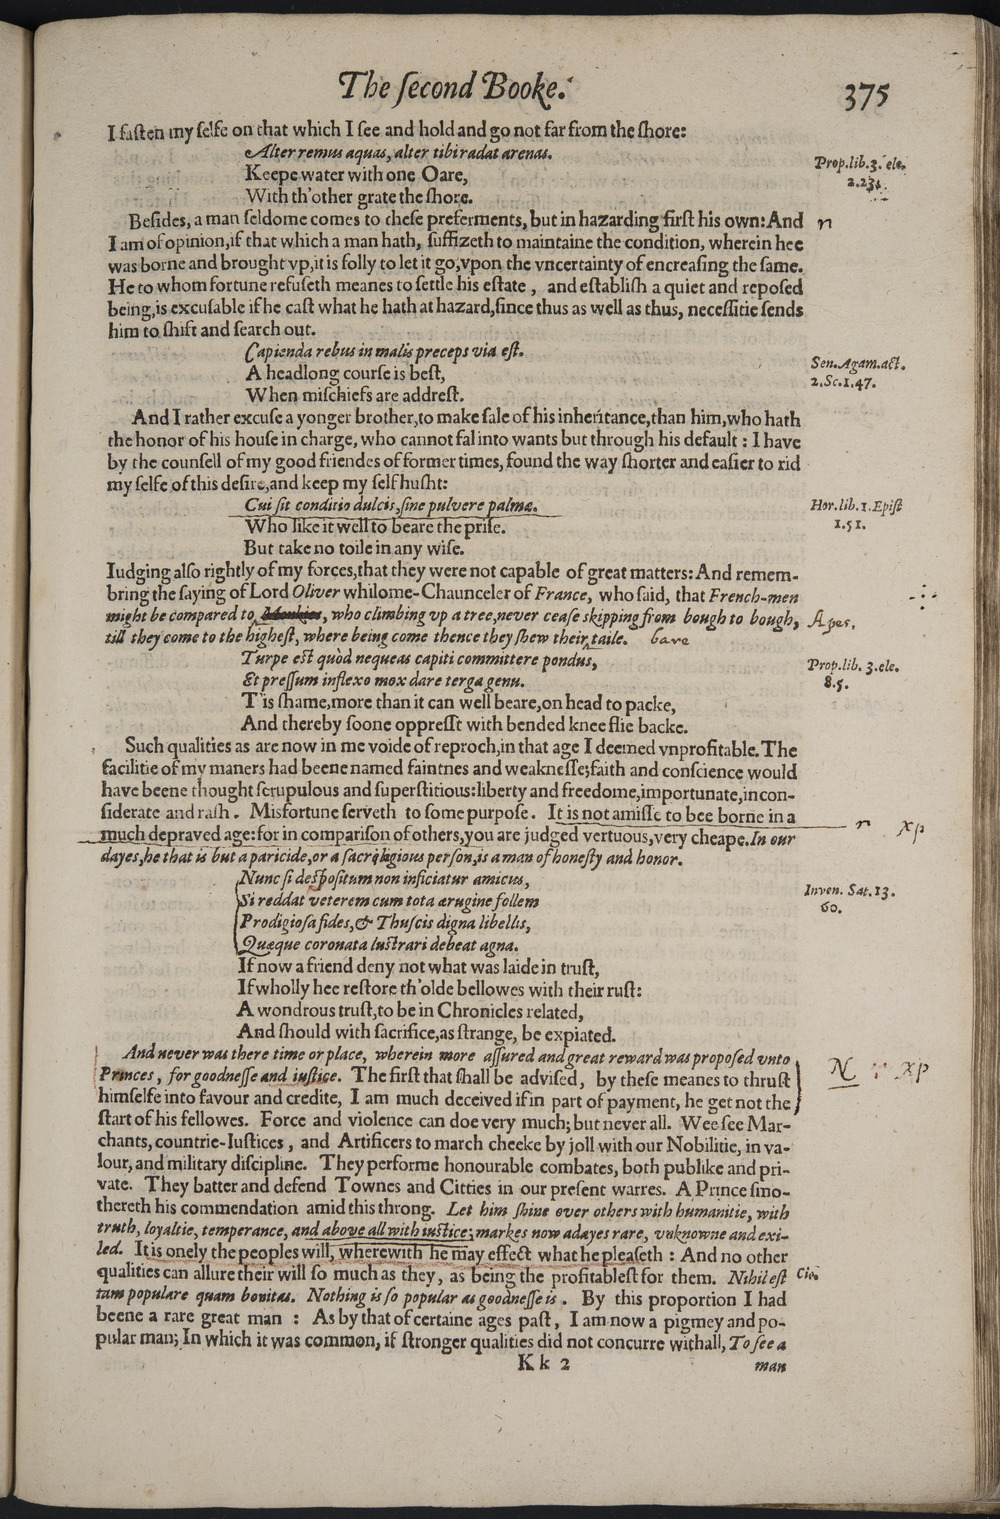 The ſecond Booke.
375
I faſten my ſelfe on that which I ſee and hold and go not far from the ſhore:
Alter remus aquas, alter tibi radat arenas.
Prop. lib. 3. ele.
2. 23.
Keepe water with one Oare,
With th'other grate the ſhore.
Beſides, a man ſeldome comes to theſe preferments, but in hazarding firſt his own: And
I am of opinion, if that which a man hath, ſuffizeth to maintaine the condition, wherein hee
was borne and brought vp, it is folly to let it go, vpon the vncertainty of encreaſing the ſame.
He to whom fortune refuſeth meanes to ſettle his eſtate, and eſtabliſh a quiet and repoſed
being, is excuſable if he caſt what he hath at hazard, ſince thus as well as thus, neceſſitie ſends
him to ſhift and ſearch out.
Capienda rebus in malis preceps via eſt.
Sen. Agam. act.
2. Sc. 1. 47.
A headlong courſe is beſt,
When miſchiefs are addreſt.
And I rather excuſe a yonger brother, to make ſale of his inheritance, than him, who hath
the honor of his houſe in charge, who cannot fal into wants but through his default: I have
by the counſell of my good friendes of former times, found the way ſhorter and eaſier to rid
my ſelfe of this deſire, and keep my ſelf huſht:
Cui ſit conditio dulcis, ſine pulvere palmæ.
Hor. lib. 1. Epiſt
1. 51.
Who like it well to beare the priſe.
But take no toile in any wiſe.
Iudging alſo rightly of my forces, that they were not capable of great matters: And remem-
bring the ſaying of Lord Oliver whilome-Chaunceler of France, who ſaid, that French-men
might be compared to Monkies, who climbing vp a tree, never ceaſe skipping from bough to bough, Apes,
till they come to the higheſt, where being come thence they ſhew their taile. bare
Turpe eſt quòd nequeas capiti committere pondus,
Prop. lib. 3. ele.
8. 5.
Et preſſum inflexo mox dare terga genu.
T'is ſhame, more than it can well beare, on head to packe,
And thereby ſoone oppreſſt with bended knee flie backe.
Such qualities as are now in me voide of reproch, in that age I deemed vnprofitable. The
facilitie of my maners had beene named faintnes and weakneſſe; faith and conſcience would
have beene thought ſcrupulous and ſuperſtitious: liberty and freedome, importunate, incon-
ſiderate and raſh. Misfortune ſerveth to ſome purpoſe. It is not amiſſe to bee borne in a
much depraved age: for in compariſon of others, you are judged vertuous, very cheape. In our
dayes, he that is but a paricide, or a ſacrilegious perſon, is a man of honeſty and honor.
Nunc ſi depoſitum non inficiatur amicus,
Si reddat veterem cum tota ærugine follem
Iuven. Sat. 13.
60.
Prodigioſa fides, & Thuſcis digna libellis,
Quæque coronata luſtrari debeat agna.
If now a friend deny not what was laide in truſt,
If wholly hee reſtore th'olde bellowes with their ruſt:
A wondrous truſt, to be in Chronicles related,
And ſhould with ſacrifice, as ſtrange, be expiated.
And never was there time or place, wherein more aſſured and great reward was propoſed vnto
Princes, for goodneſſe and iuſtice. The firſt that ſhall be adviſed, by theſe meanes to thruſt
himſelfe into favour and credite, I am much deceived if in part of payment, he get not the
ſtart of his fellowes. Force and violence can doe very much; but never all. Wee ſee Mar-
chants, countrie-Iuſtices, and Artificers to march cheeke by joll with our Nobilitie, in va-
lour, and military diſcipline. They performe honourable combates, both publike and pri-
vate. They batter and defend Townes and Citties in our preſent warres. A Prince ſmo-
thereth his commendation amid this throng. Let him ſhine over others with humanitie, with
truth, loyaltie, temperance, and above all with iuſtice; markes now adayes rare, vnknowne and exi-
led. It is onely the peoples will, wherewith he may effect what he pleaſeth: And no other
qualities can allure their will ſo much as they, as being the profitableſt for them. Nihil eſt Cic.
tam populare quam bonitas. Nothing is ſo popular as goodneſſe is. By this proportion I had
beene a rare great man: As by that of certaine ages paſt, I am now a pigmey and po-
pular man; In which it was common, if ſtronger qualities did not concurre withall, To ſee a
Kk 2
man